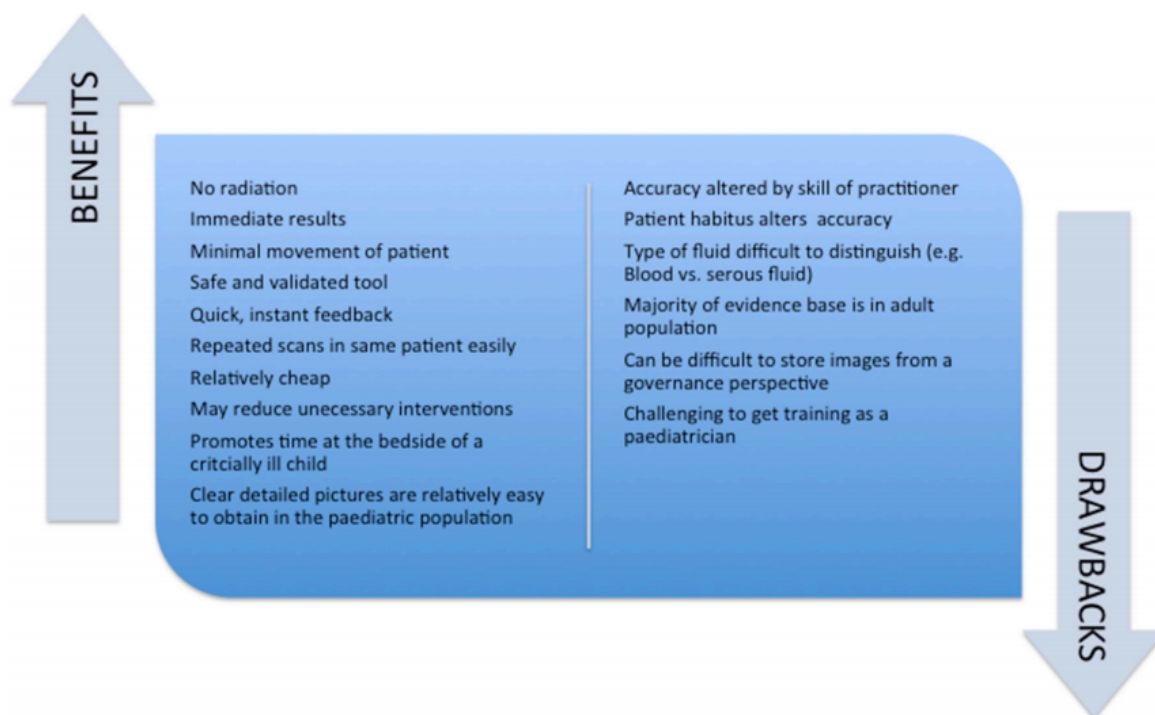 BENEFITS
No radiation
Immediate results
Minimal movement of patient
Safe and validated tool
Quick, instant feedback
Repeated scans in same patient easily
Relatively cheap
May reduce unecessary interventions
Promotes time at the bedside of a
critcially ill child
Clear detailed pictures are relatively easy
to obtain in the paediatric population
Accuracy altered by skill of practitioner
Patient habitus alters  accuracy
Type of fluid difficult to distinguish (e.g.
Blood vs. serous fluid)
Majority of evidence base is in adult
population
Can be difficult to store images from a
governance perspective
Challenging to get training as a
paediatrician
DRAWBACKS